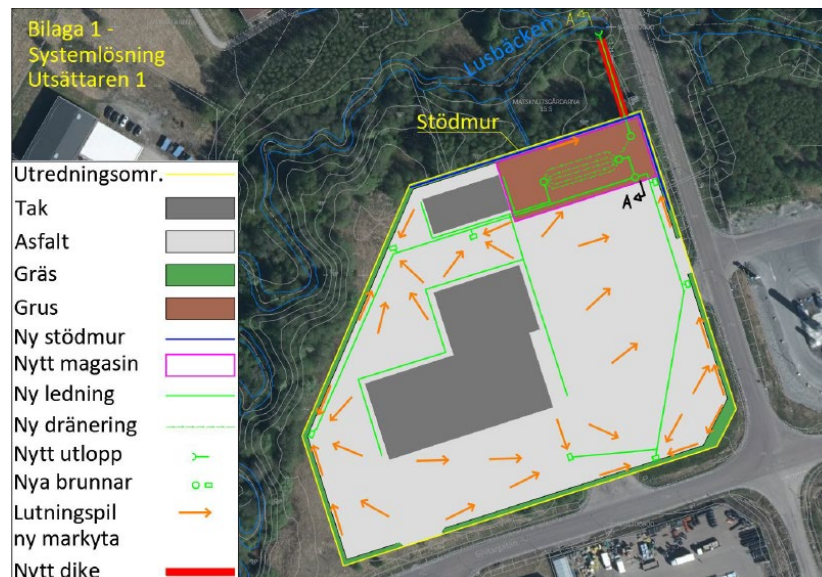 Bilaga 1 -
Systemlösning
Utsättaren 1
Lusbäcken
A
MATSKNUTSGÅRDARNA
Stödmur
A
Utredningsomr.
Tak
Asfalt
Gräs
Grus
Ny stödmur
Nytt magasin
Ny ledning
Ny dränering
Nytt utlopp
Nya brunnar
Lutningspil
ny markyta
Nytt dike